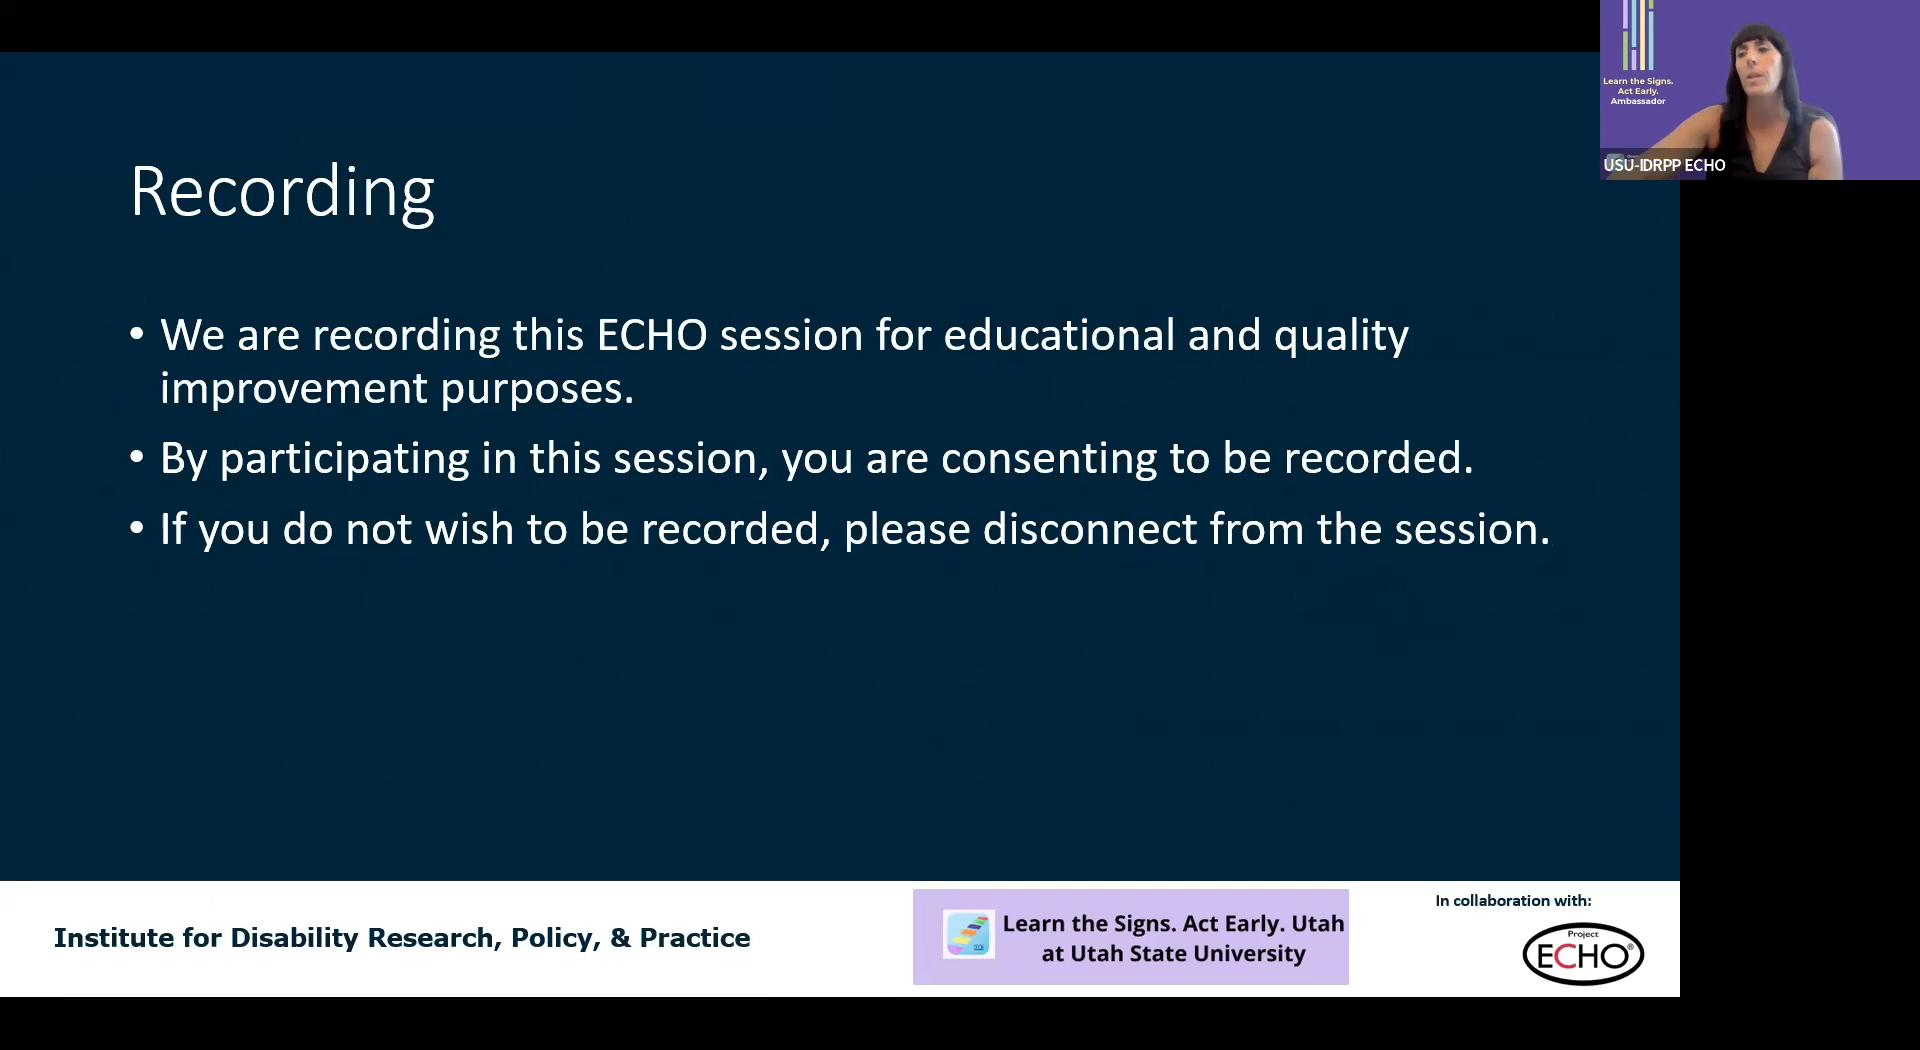 Learn the Signs.
Act Early.
Ambassador
USU-IDRPP ECHO
Recording
• We are recording this ECHO session for educational and quality
improvement purposes.
• By participating in this session, you are consenting to be recorded.
• If you do not wish to be recorded, please disconnect from the session.
Institute for Disability Research, Policy, & Practice
Learn the Signs. Act Early. Utah
at Utah State University
In collaboration with:
Project
ECHO®